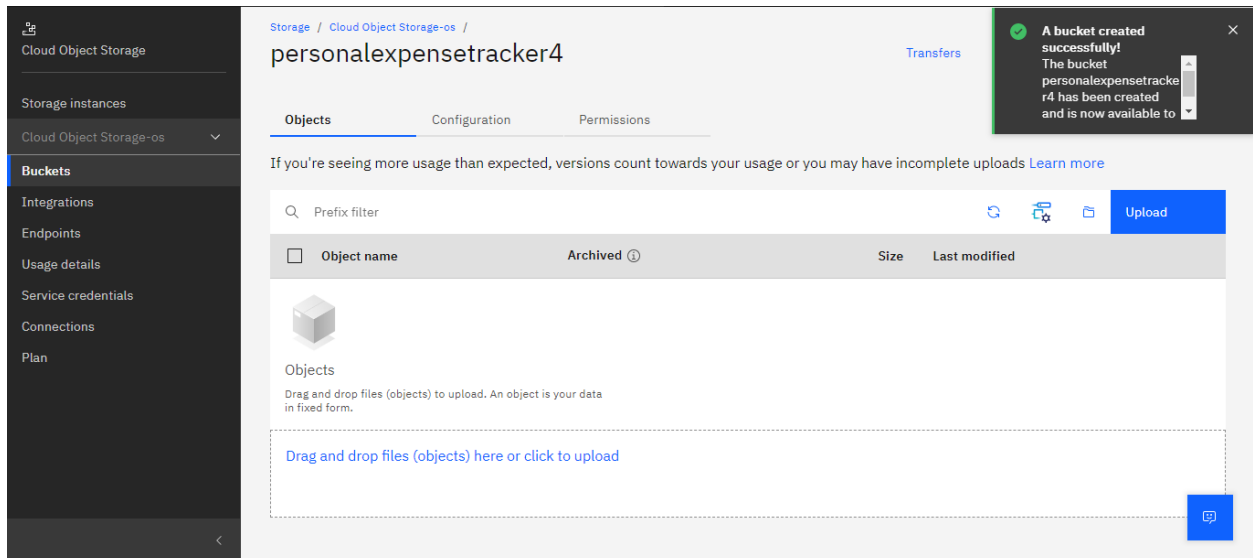 Cloud Object Storage
Storage instances
Cloud Object Storage-os
Buckets
Integrations
Endpoints
Usage details
Service credentials
Connections
Plan
Storage / Cloud Object Storage-os /
personalexpensetracker4
Transfers
A bucket created
successfully!
The bucket
personalexpensetracke
r4 has been created
and is now available to
Objects
Configuration
Permissions
If you're seeing more usage than expected, versions count towards your usage or you may have incomplete uploads Learn more
Prefix filter
Upload
Object name
Archived
Size
Last modified
Objects
Drag and drop files (objects) to upload. An object is your data
in fixed form.
Drag and drop files (objects) here or click to upload